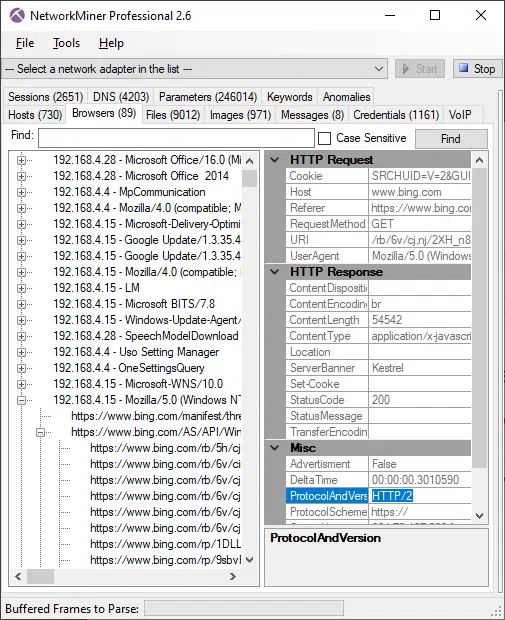 NetworkMiner Professional 2.6
File Tools Help
--- Select a network adapter in the list ---
Start
Stop
Sessions (2651) DNS (4203) Parameters (246014) Keywords Anomalies
Hosts (730) Browsers (89) Files (9012) Images (971) Messages (8) Credentials (1161) VoIP
Find:
Case Sensitive
Find
192.168.4.28 - Microsoft Office/16.0 (Mi
192.168.4.28 - Microsoft Office 2014
192.168.4.4 - MpCommunication
192.168.4.4 - Mozilla/4.0 (compatible; M
192.168.4.15 - Microsoft-Delivery-Optimi
192.168.4.15 - Google Update/1.3.35.4
192.168.4.15 - Google Update/1.3.35.4
192.168.4.15 - Mozilla/4.0 (compatible;
192.168.4.15 - LM
192.168.4.15 - Microsoft BITS/7.8
192.168.4.15 - Windows-Update-Agent/
192.168.4.28 - SpeechModelDownload
192.168.4.4 - Uso Setting Manager
192.168.4.4 - OneSettingsQuery
192.168.4.15 - Microsoft-WNS/10.0
192.168.4.15 - Mozilla/5.0 (Windows NT
https://www.bing.com/manifest/thre
https://www.bing.com/AS/API/Win
https://www.bing.com/rb/5h/cj
https://www.bing.com/rb/6v/ci
https://www.bing.com/rb/6v/cj
https://www.bing.com/rb/6v/cj
https://www.bing.com/rb/6v/cj
https://www.bing.com/rb/6v/cj
https://www.bing.com/rp/1DLL
https://www.bing.com/rp/9sbvl
HTTP Request
Cookie SRCHUID=V=2&GUI
Host www.bing.com
Referer https://www.bing.co
RequestMethod GET
URI /rb/6v/cj,nj/2XH_n8
UserAgent Mozilla/5.0 (Window
HTTP Response
ContentDispositi
ContentEncoding br
ContentLength 54542
ContentType application/x-javascri
Location
ServerBanner Kestrel
Set-Cooke
StatusCode 200
StatusMessage
TransferEncodin
Misc
Advertisment False
DeltaTime 00:00:00.3010590
ProtocolAndVers HTTP/2
ProtocolScheme https://
ProtocolAndVersion
Buffered Frames to Parse: